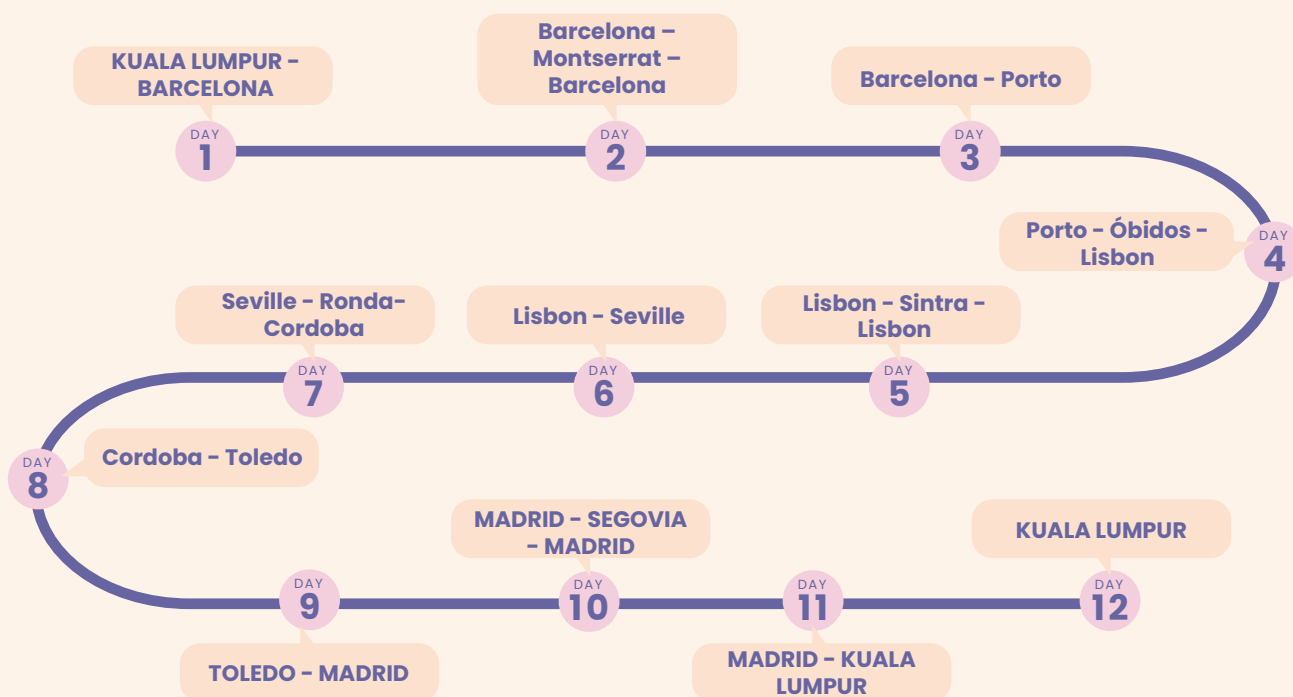 KUALA LUMPUR –
BARCELONA
DAY
1
Barcelona –
Montserrat –
Barcelona
DAY
2
Barcelona - Porto
DAY
3
Porto - Óbidos -
Lisbon
DAY
4
Lisbon - Sintra -
Lisbon
DAY
5
Lisbon - Seville
DAY
6
Seville - Ronda-
Cordoba
DAY
7
Cordoba - Toledo
DAY
8
DAY
9
TOLEDO - MADRID
MADRID - SEGOVIA
- MADRID
DAY
10
DAY
11
MADRID - KUALA
LUMPUR
KUALA LUMPUR
DAY
12